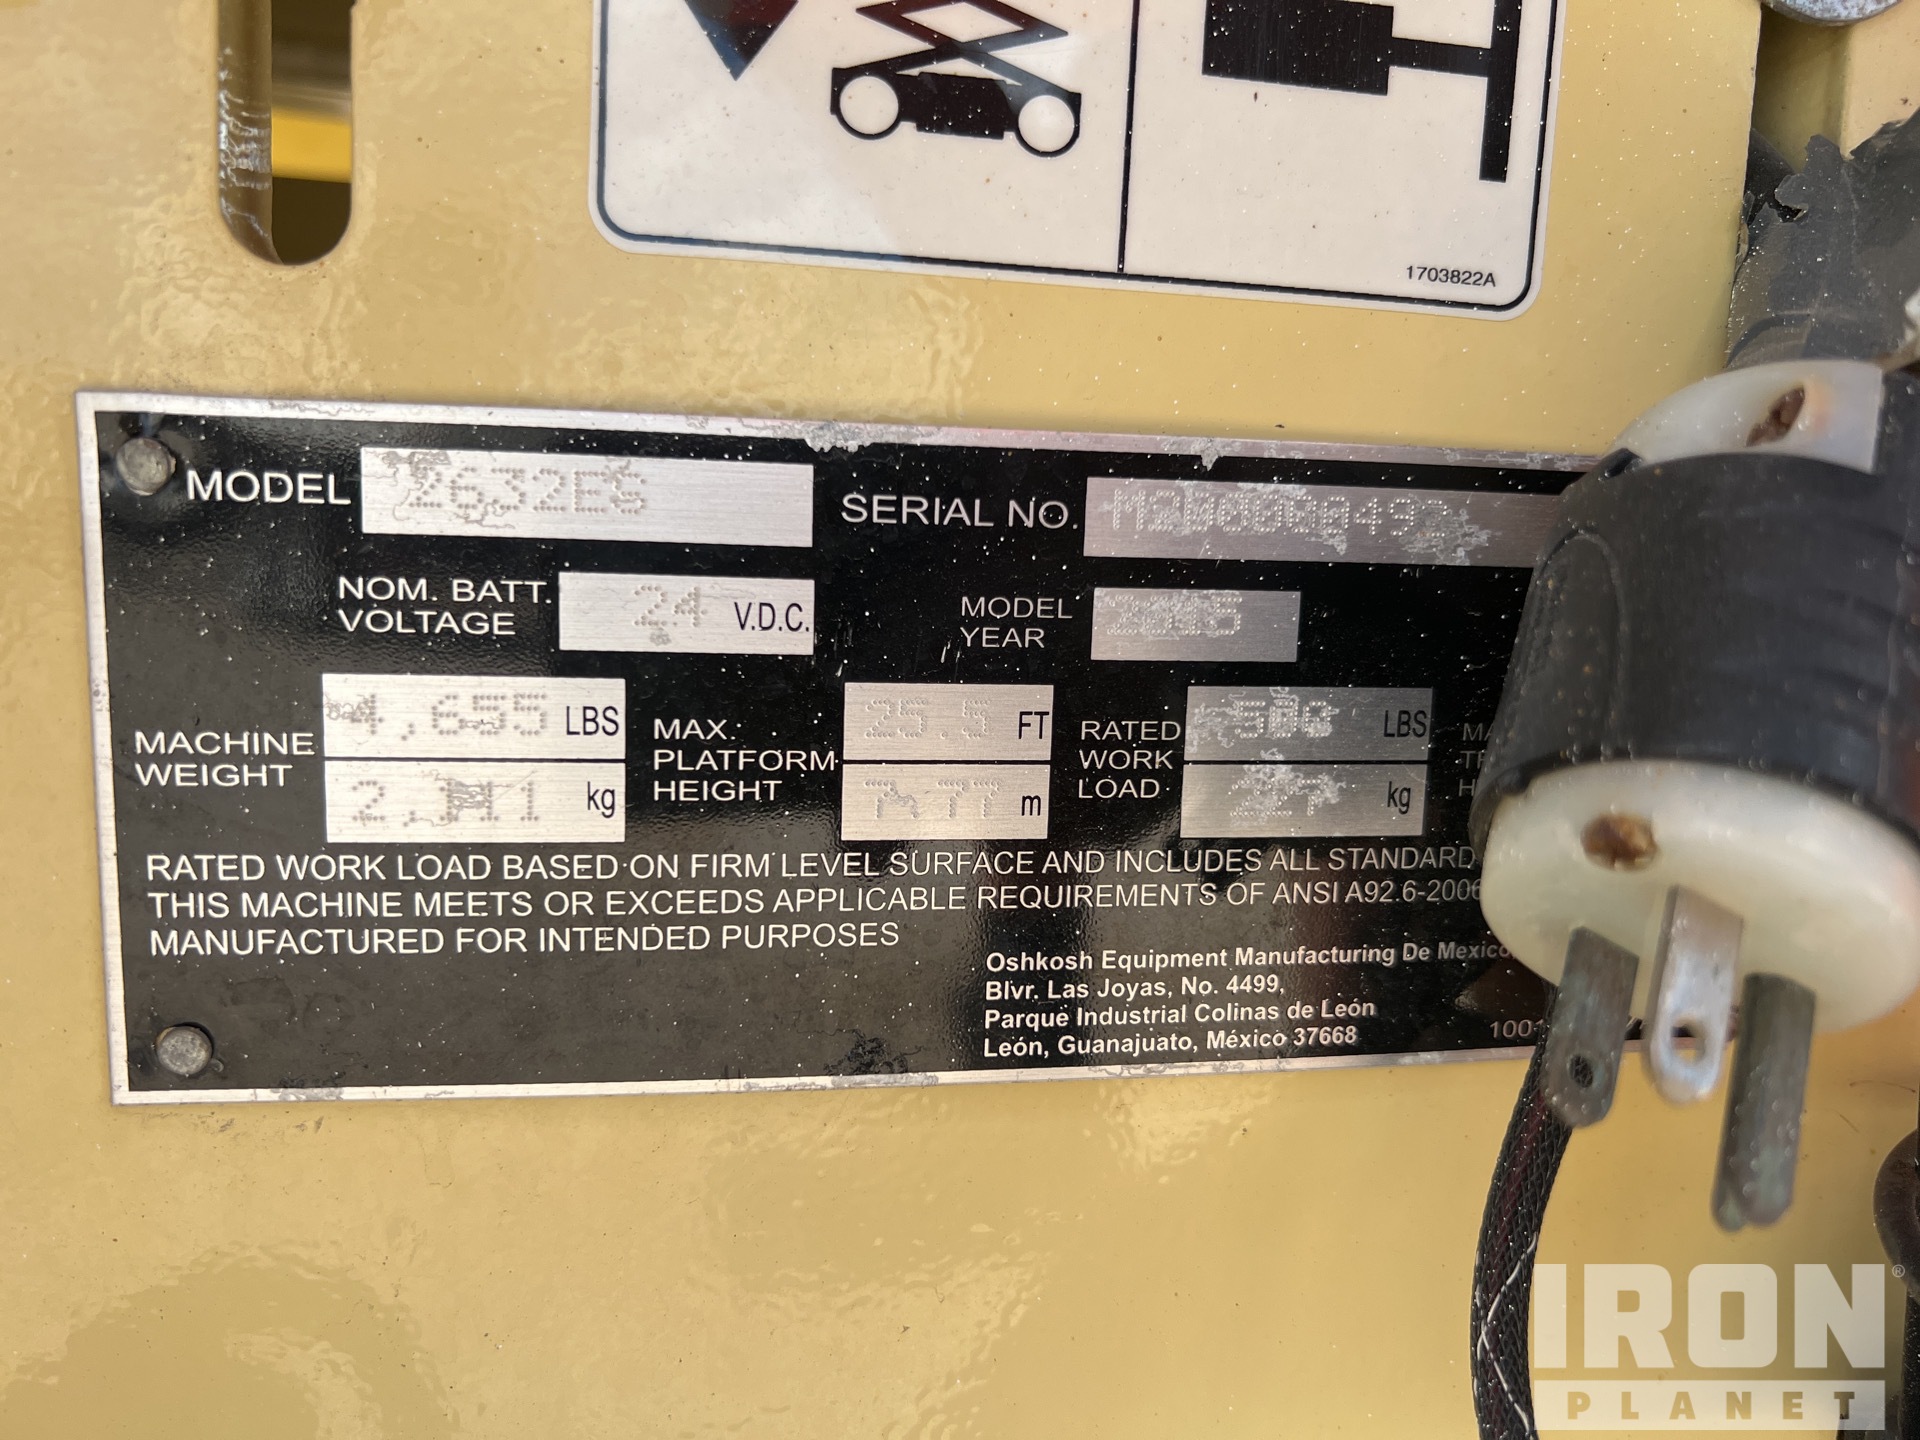 1703822A
MODEL 2632ES SERIAL NO.
NOM. BATT. VOLTAGE 24 V.D.C. MODEL YEAR
MACHINE WEIGHT 4,655 LBS
kg
MAX. PLATFORM HEIGHT 25.5 FT
m
RATED WORK LOAD LBS
kg
RATED WORK LOAD BASED ON FIRM LEVEL SURFACE AND INCLUDES ALL STANDARD
THIS MACHINE MEETS OR EXCEEDS APPLICABLE REQUIREMENTS OF ANSI A92.6-2006
MANUFACTURED FOR INTENDED PURPOSES
Oshkosh Equipment Manufacturing De Mexico
Blvr. Las Joyas, No. 4499,
Parque Industrial Colinas de León
León, Guanajuato, México 37668
IRON®
PLANET